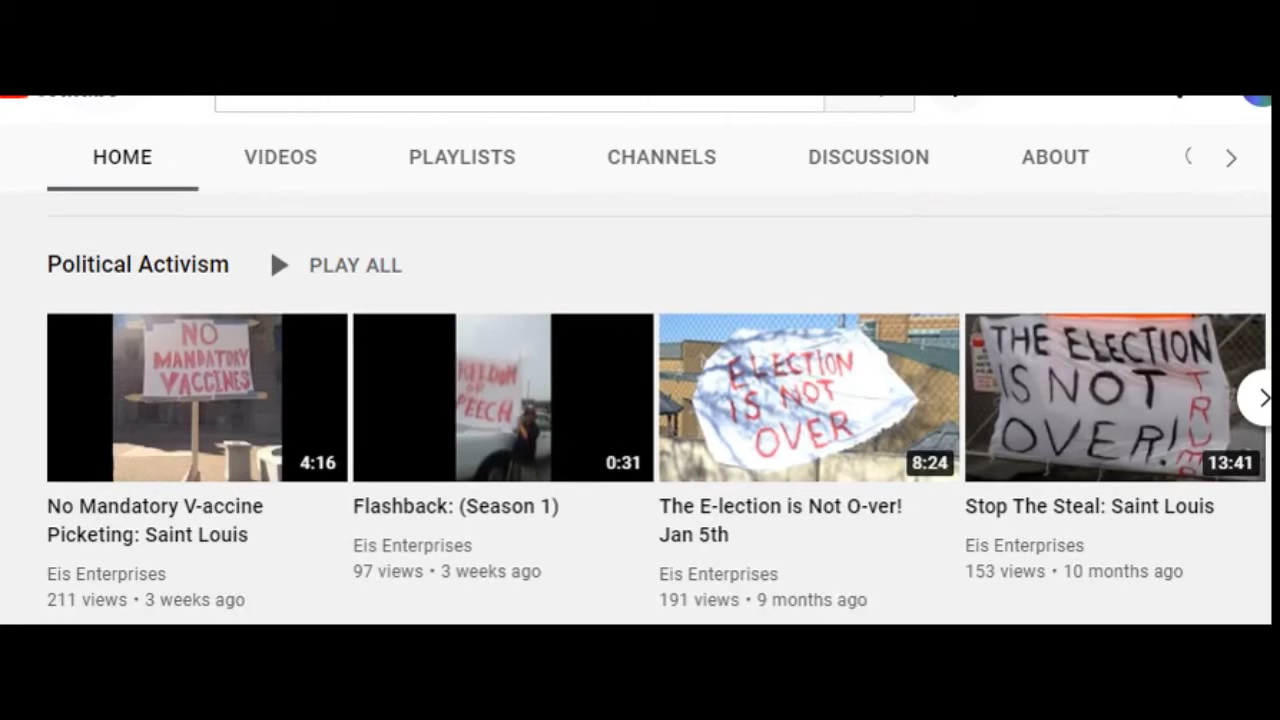 HOME VIDEOS PLAYLISTS CHANNELS DISCUSSION ABOUT
Political Activism PLAY ALL
NO
MANDATORY
VACCINES
4:16
FREEDOM
OF
SPEECH
0:31
ELECTION
IS NOT
OVER
8:24
THE ELECTION
IS NOT
OVER!
TRUMP
13:41
No Mandatory V-accine
Picketing: Saint Louis
Eis Enterprises
211 views • 3 weeks ago
Flashback: (Season 1)
Eis Enterprises
97 views • 3 weeks ago
The E-lection is Not O-ver!
Jan 5th
Eis Enterprises
191 views • 9 months ago
Stop The Steal: Saint Louis
Eis Enterprises
153 views • 10 months ago